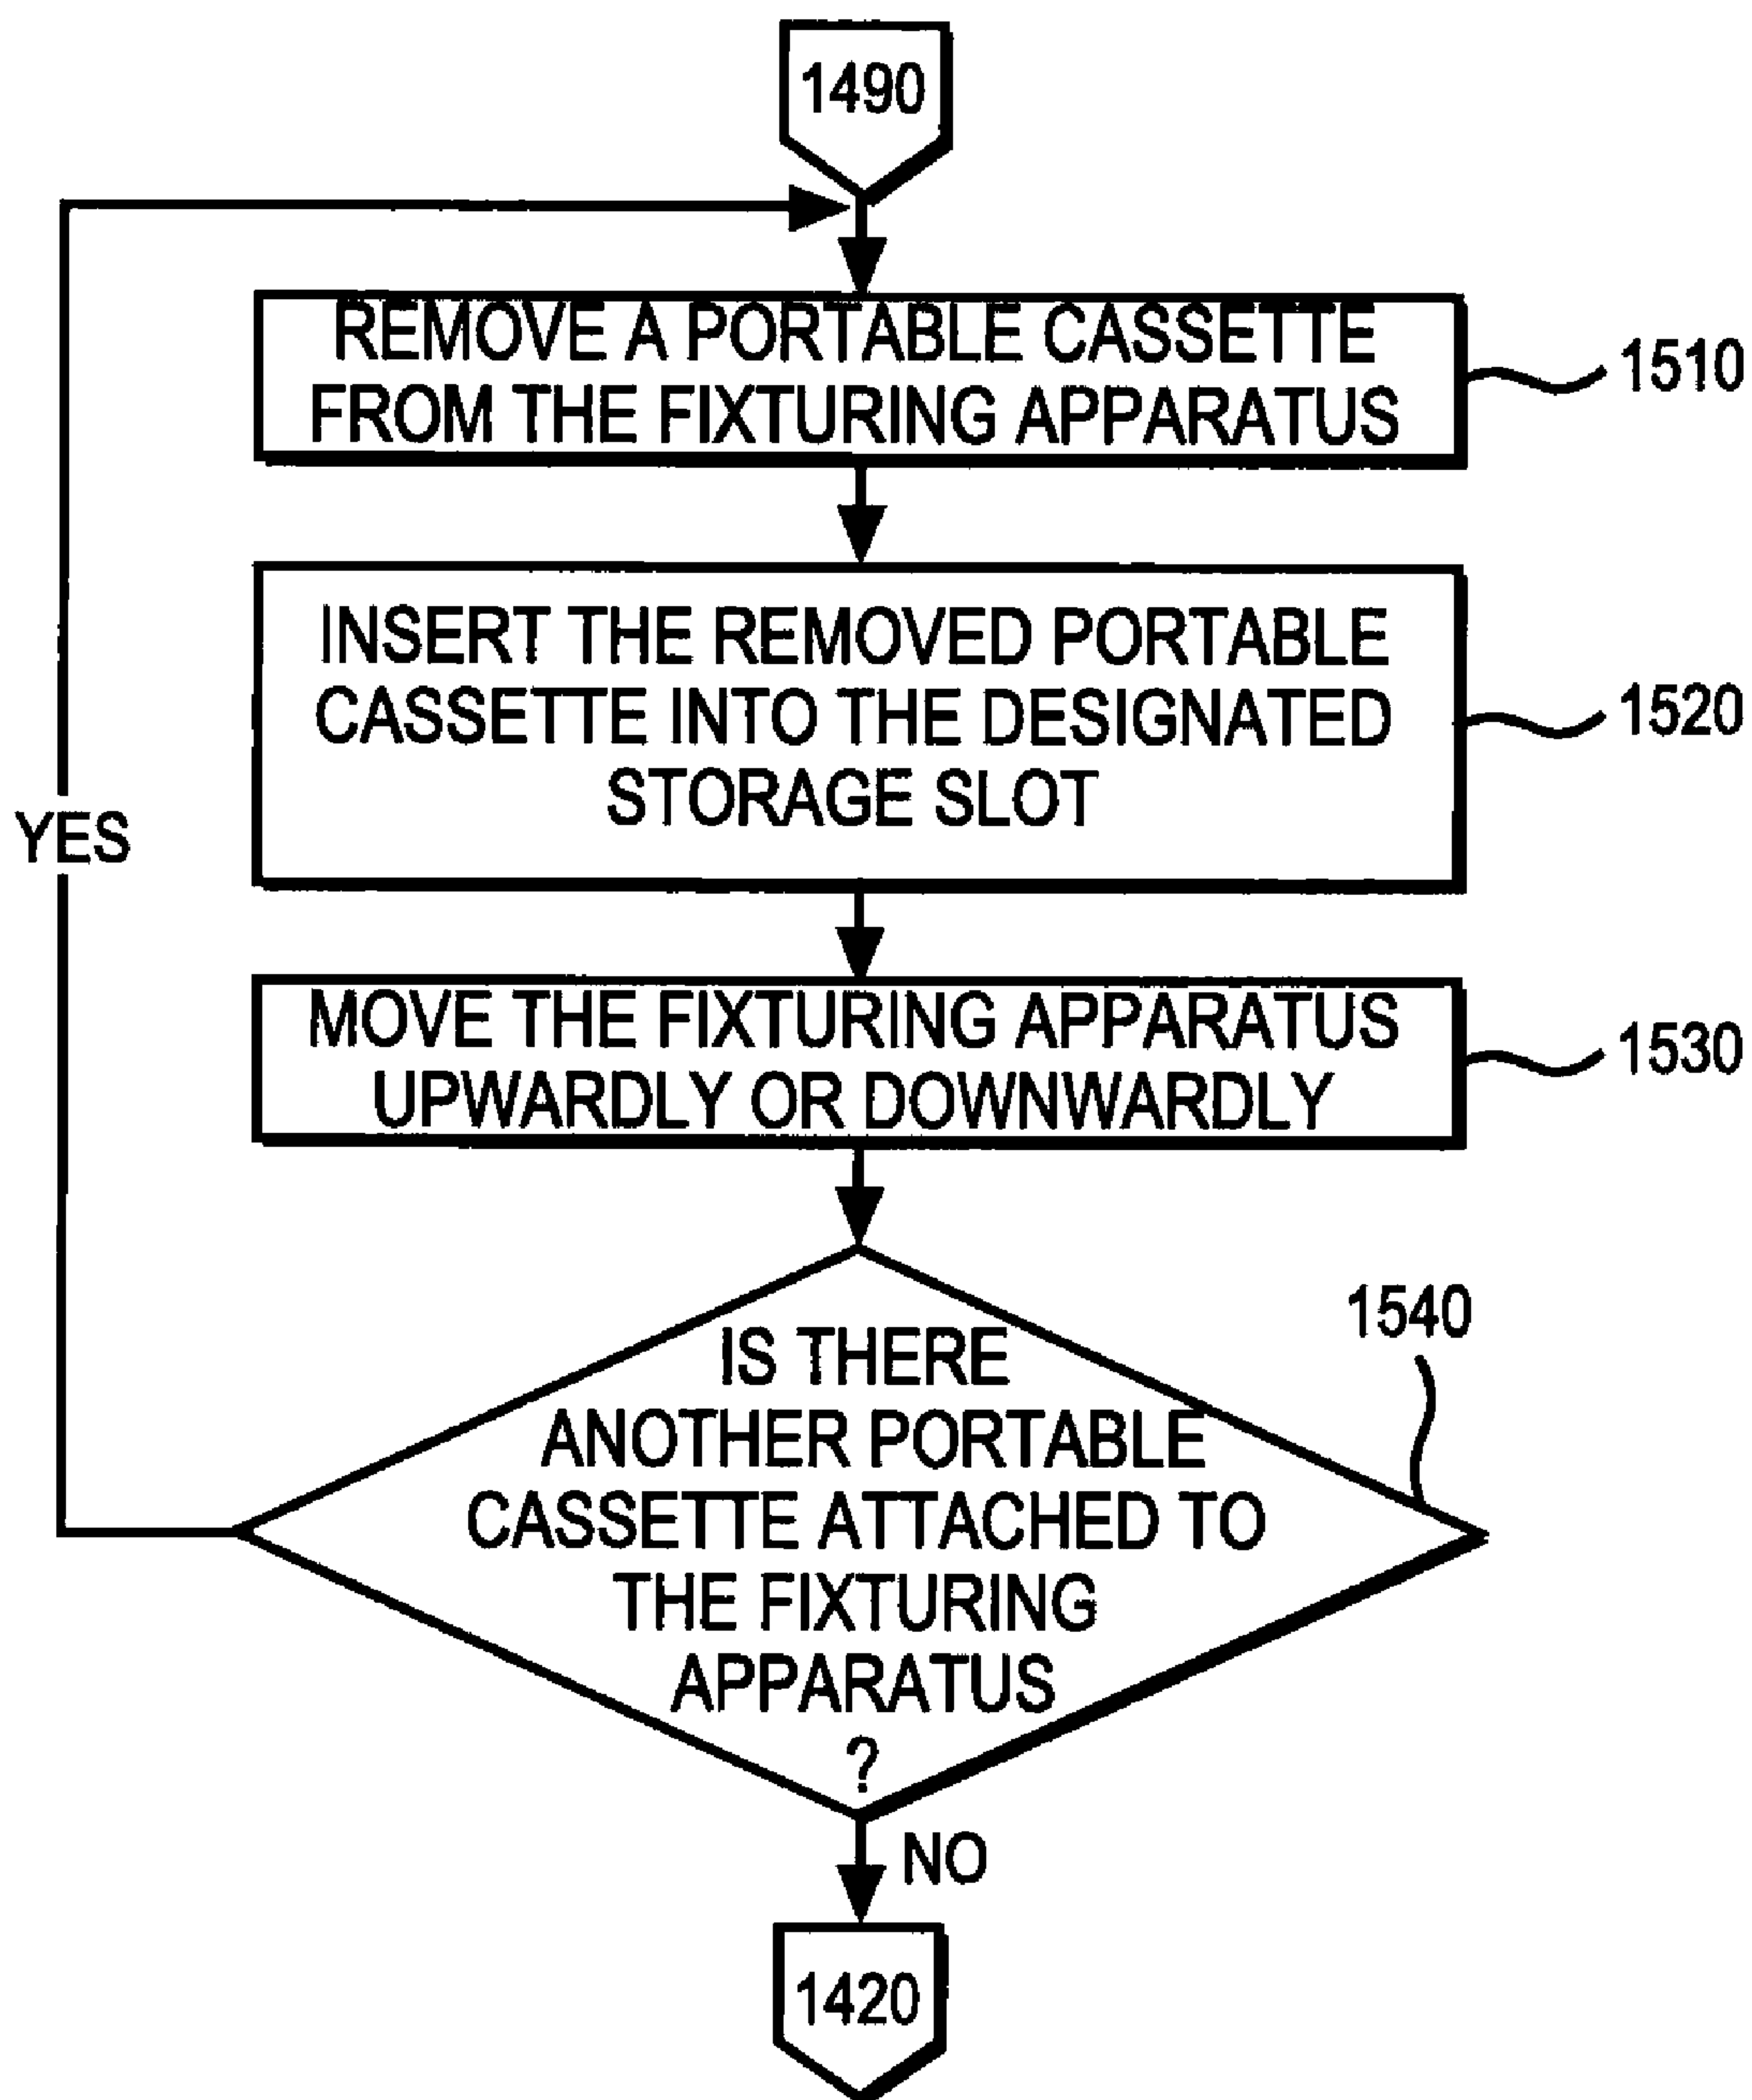 1490
REMOVE A PORTABLE CASSETTE
FROM THE FIXTURING APPARATUS
1510
INSERT THE REMOVED PORTABLE
CASSETTE INTO THE DESIGNATED
STORAGE SLOT
1520
YES
MOVE THE FIXTURING APPARATUS
UPWARDLY OR DOWNWARDLY
1530
IS THERE
ANOTHER PORTABLE
CASSETTE ATTACHED TO
THE FIXTURING
APPARATUS
?
1540
NO
1420